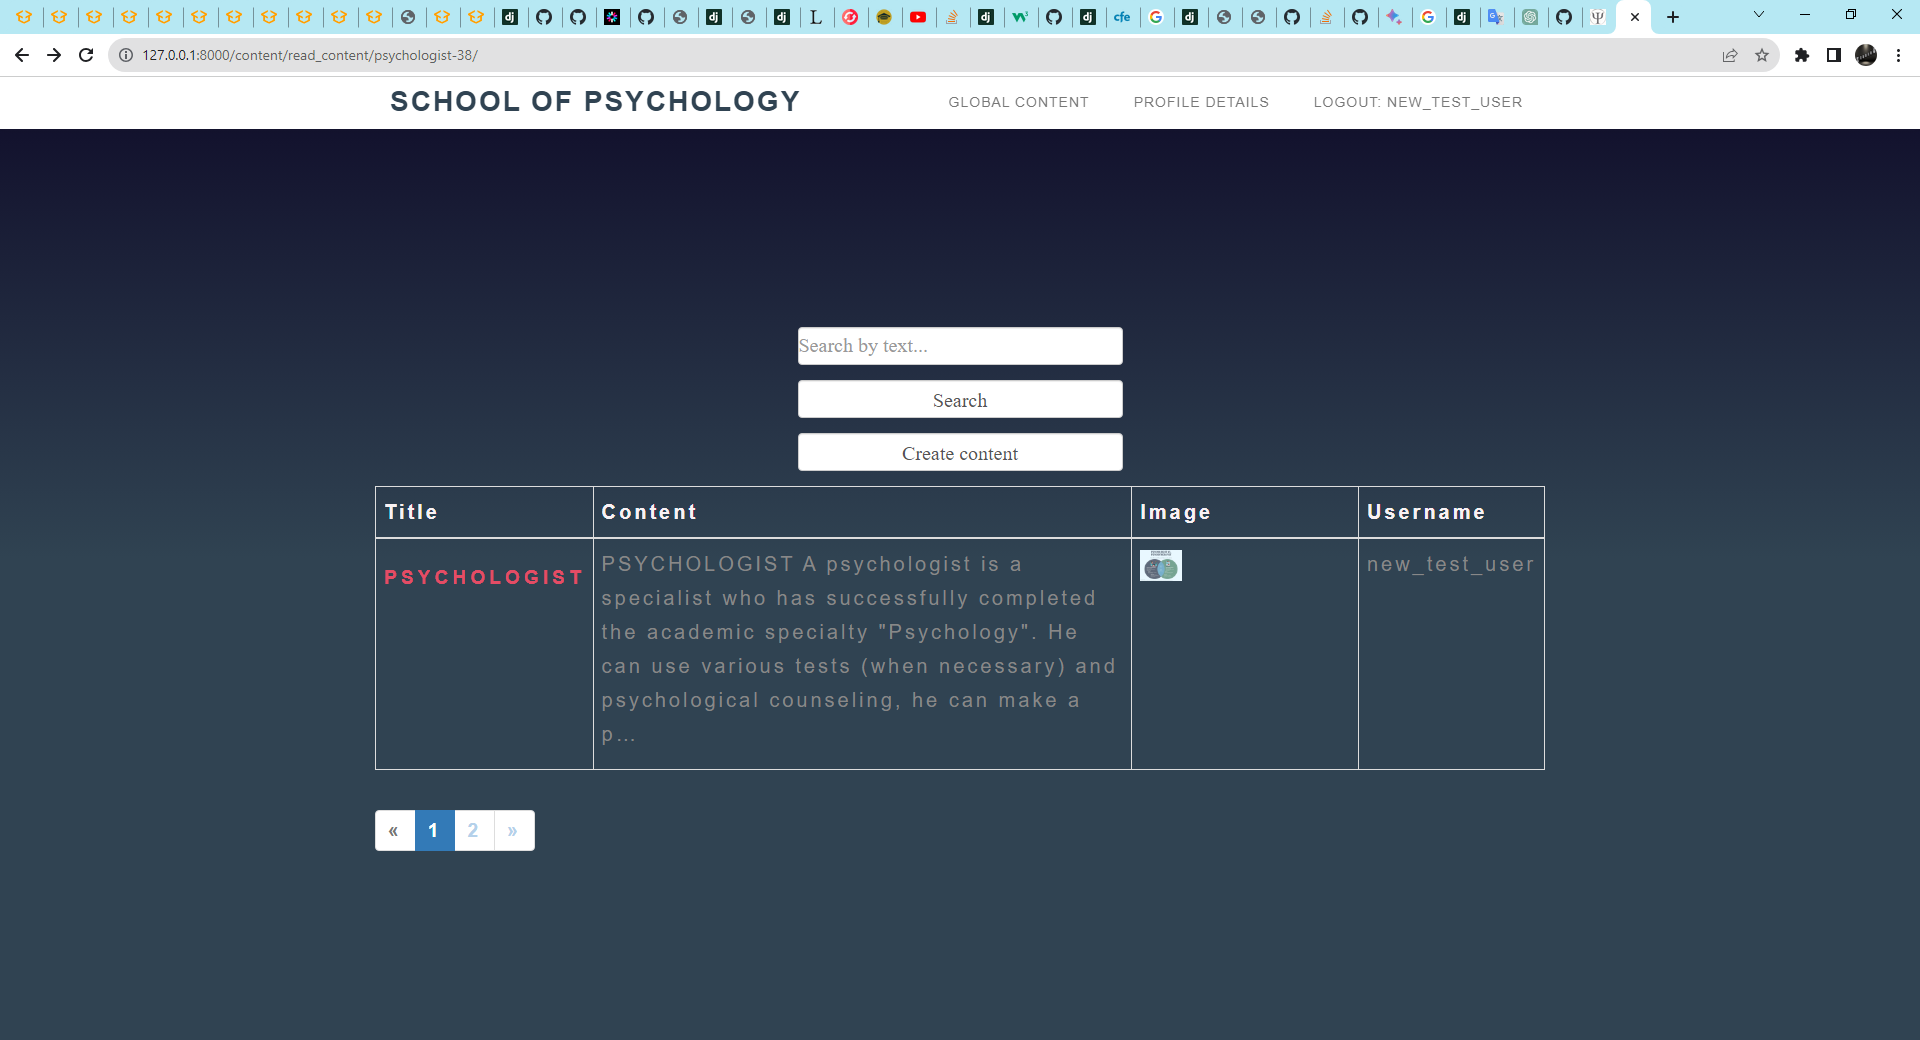 127.0.0.1:8000/content/read_content/psychologist-38/
SCHOOL OF PSYCHOLOGY
GLOBAL CONTENT
PROFILE DETAILS
LOGOUT: NEW_TEST_USER
Search by text...
Search
Create content
Title
Content
Image
Username
PSYCHOLOGIST
PSYCHOLOGIST A psychologist is a
specialist who has successfully completed
the academic specialty "Psychology". He
can use various tests (when necessary) and
psychological counseling, he can make a
p…
new_test_user
« 1 2 »